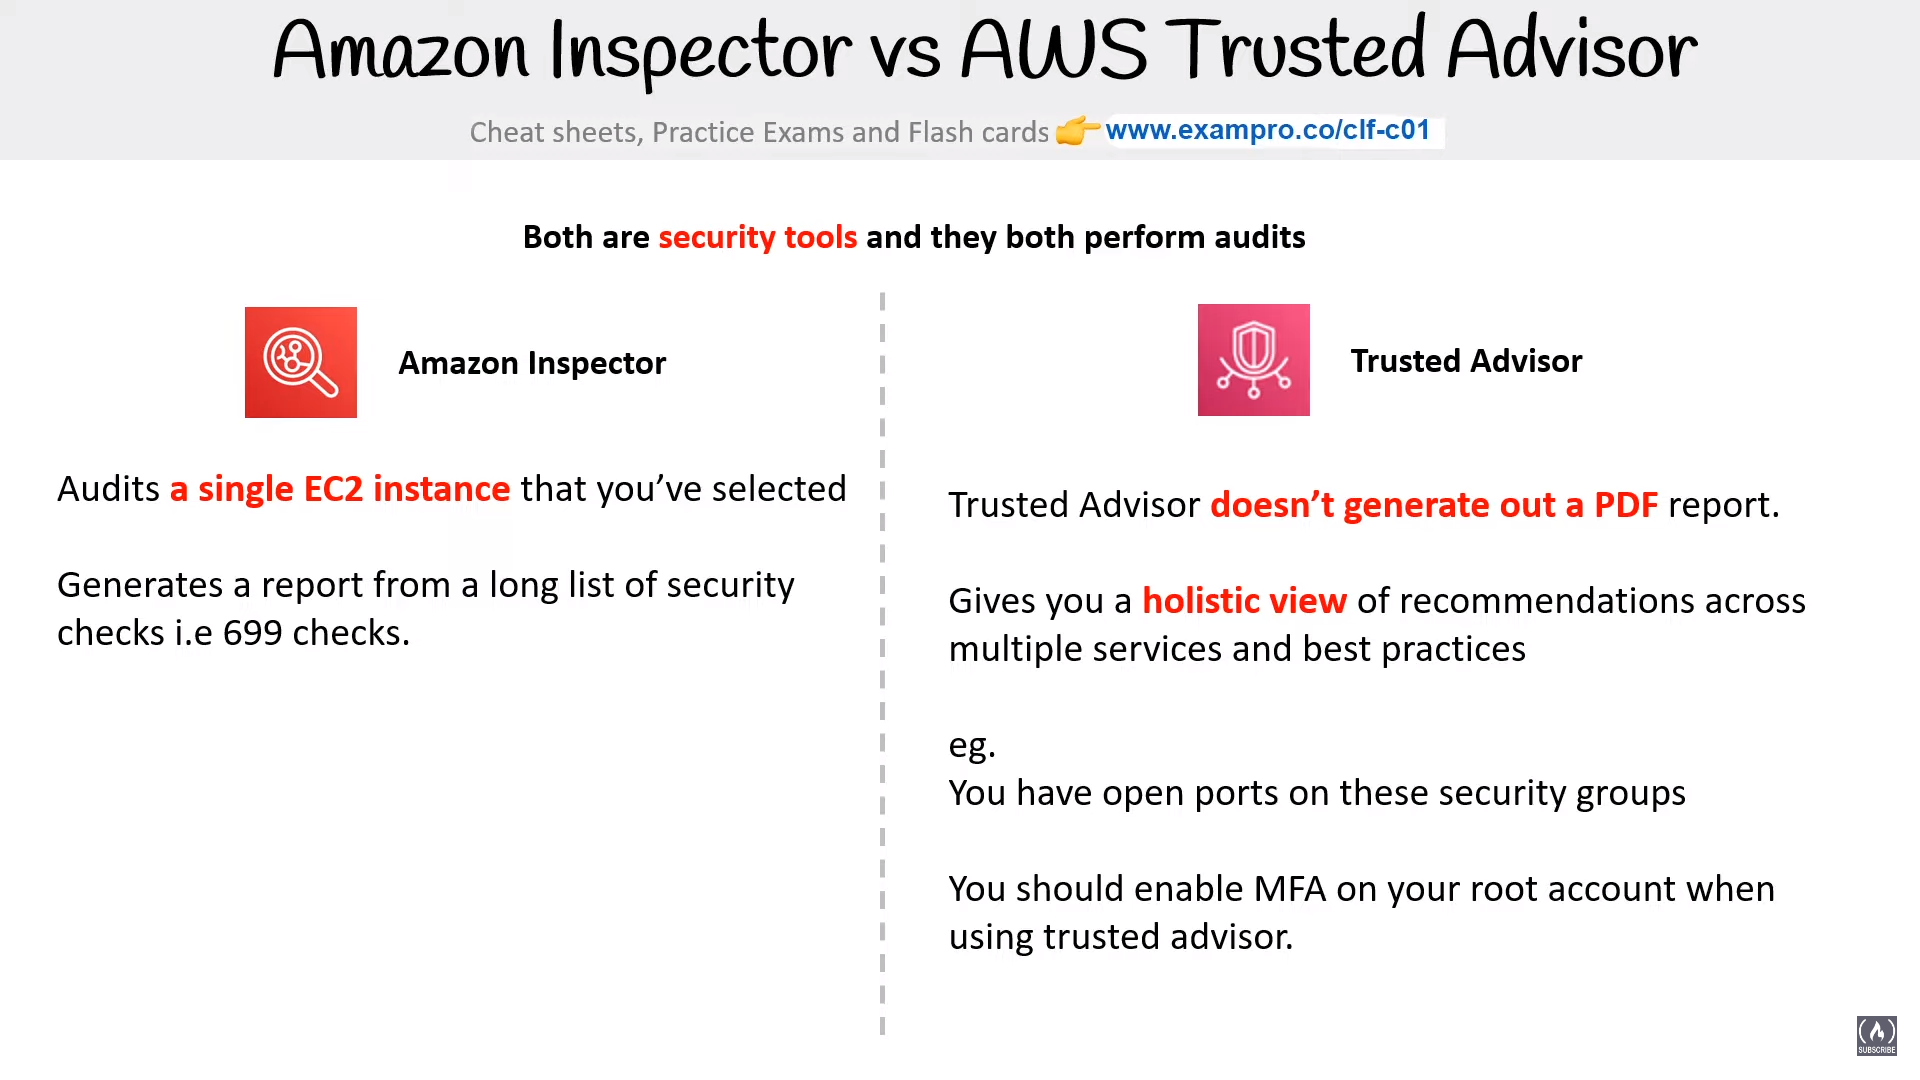 Amazon Inspector vs AWS Trusted Advisor
Cheat sheets, Practice Exams and Flash cards 👉 www.exampro.co/clf-c01
Both are security tools and they both perform audits
Amazon Inspector
Audits a single EC2 instance that you’ve selected
Generates a report from a long list of security
checks i.e 699 checks.
Trusted Advisor
Trusted Advisor doesn’t generate out a PDF report.
Gives you a holistic view of recommendations across
multiple services and best practices
eg.
You have open ports on these security groups
You should enable MFA on your root account when
using trusted advisor.
SUBSCRIBE